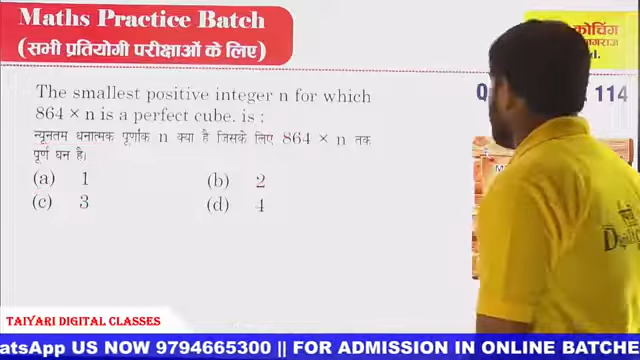 Maths Practice Batch
(सभी प्रतियोगी परीक्षाओं के लिए)
कोचिंग
Q 114
The smallest positive integer n for which
864 × n is a perfect cube. is :
न्यूसतम धनात्मक पूर्णाक n क्या है जिसके लिए 864 × n तक
पूर्ण घन है।
(a) 1 (b) 2
(c) 3 (d) 4
TAIYARI DIGITAL CLASSES
atsApp US NOW 9794665300 || FOR ADMISSION IN ONLINE BATCHE